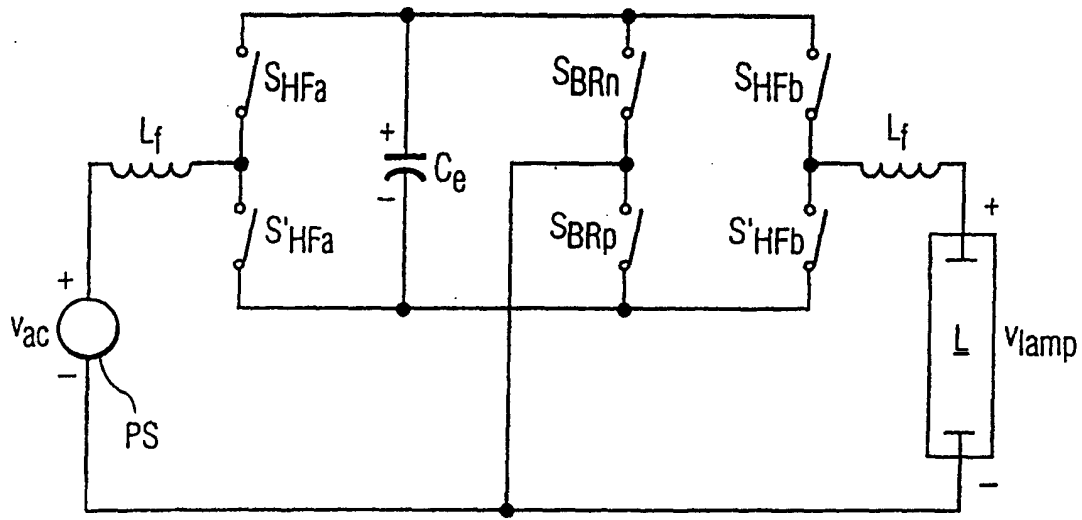 S_HFa
S_BRn
S_HFb
L_f
+
C_e
−
L_f
S'_HFa
S_BRp
S'_HFb
+
+
v_ac
−
L
v_lamp
PS
−